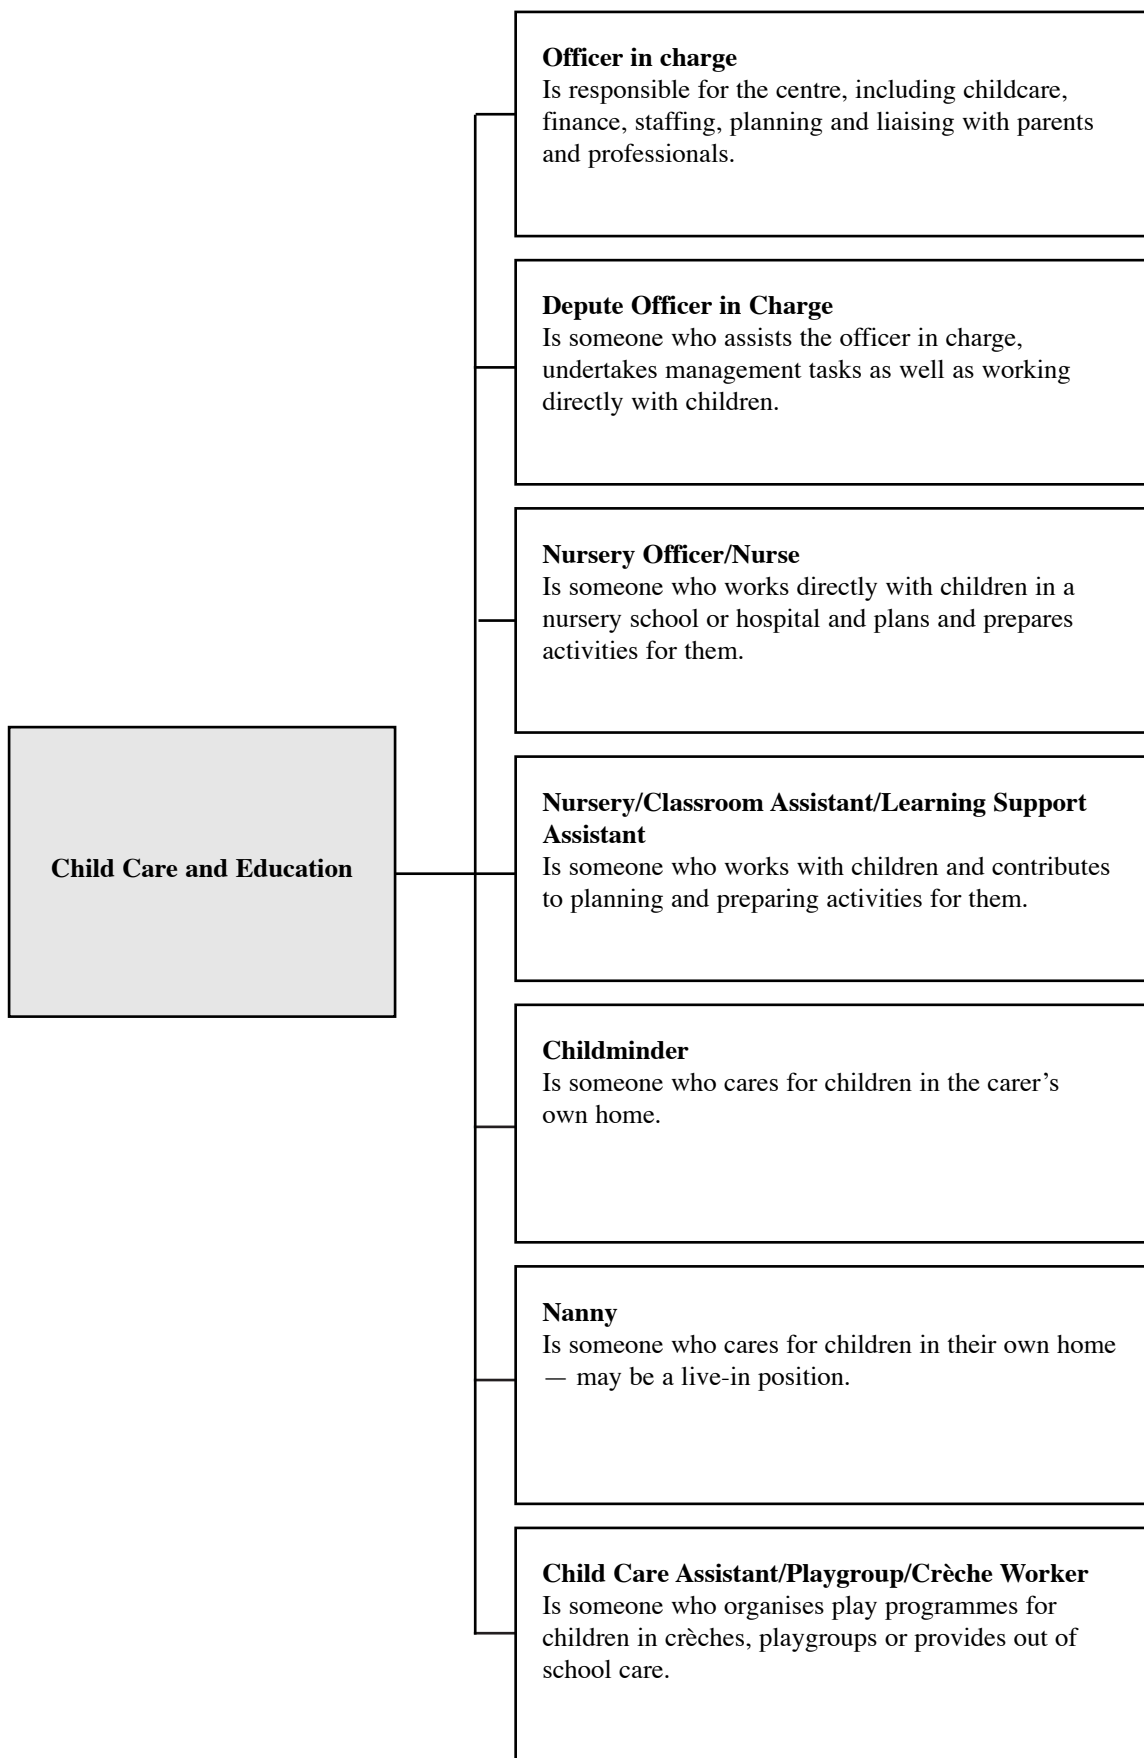 Officer in charge
Is responsible for the centre, including childcare,
finance, staffing, planning and liaising with parents
and professionals.
Depute Officer in Charge
Is someone who assists the officer in charge,
undertakes management tasks as well as working
directly with children.
Nursery Officer/Nurse
Is someone who works directly with children in a
nursery school or hospital and plans and prepares
activities for them.
Child Care and Education
Nursery/Classroom Assistant/Learning Support
Assistant
Is someone who works with children and contributes
to planning and preparing activities for them.
Childminder
Is someone who cares for children in the carer’s
own home.
Nanny
Is someone who cares for children in their own home
— may be a live-in position.
Child Care Assistant/Playgroup/Crèche Worker
Is someone who organises play programmes for
children in crèches, playgroups or provides out of
school care.